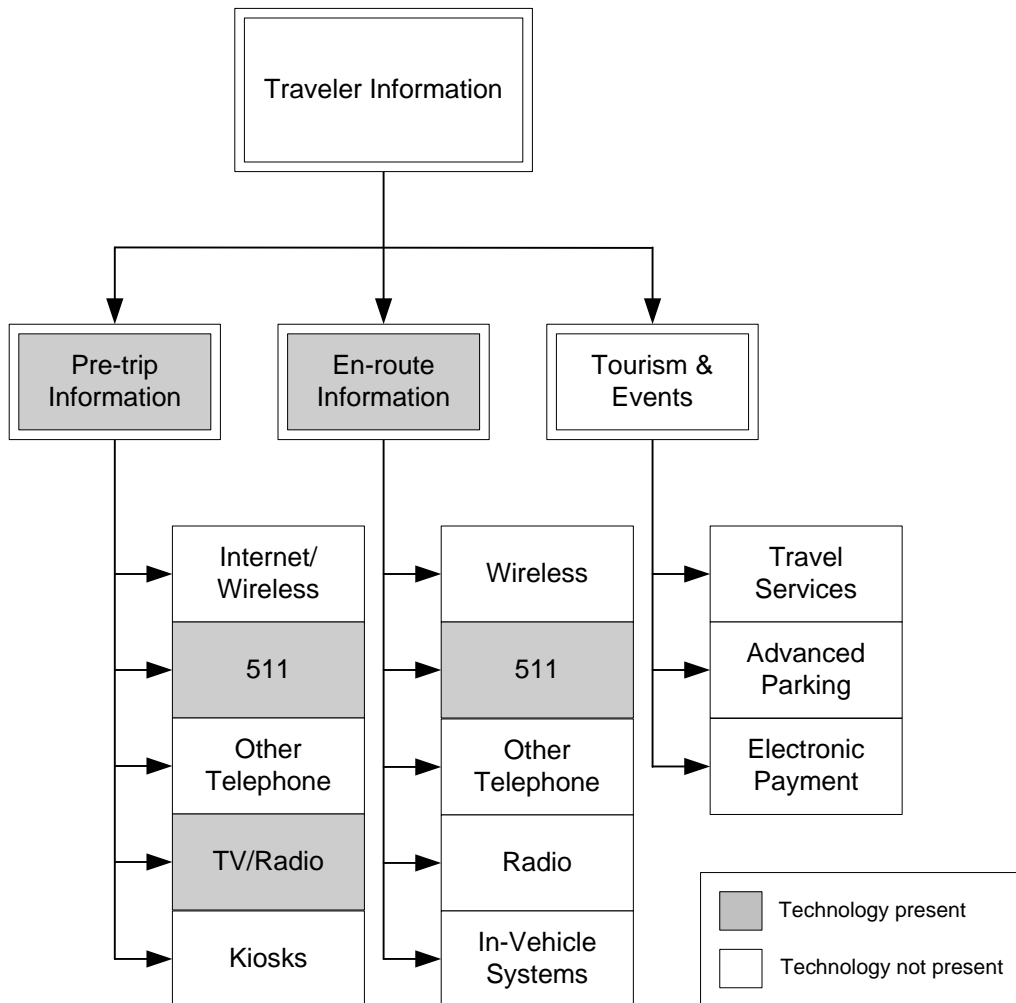 Traveler Information
Pre-trip
Information
En-route
Information
Tourism &
Events
Internet/
Wireless
511
Other
Telephone
TV/Radio
Kiosks
Wireless
511
Other
Telephone
Radio
In-Vehicle
Systems
Travel
Services
Advanced
Parking
Electronic
Payment
Technology present
Technology not present